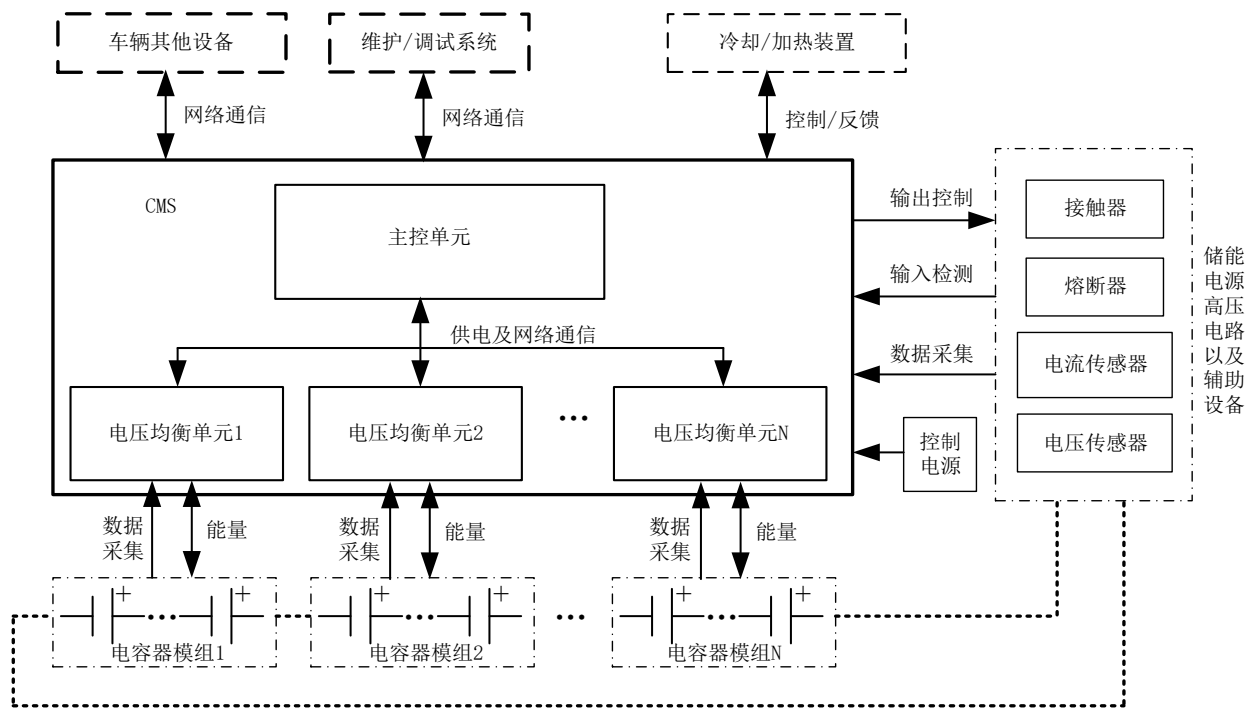 车辆其他设备
维护/调试系统
冷却/加热装置
网络通信
网络通信
控制/反馈
CMS
主控单元
供电及网络通信
电压均衡单元1
电压均衡单元2
...
电压均衡单元N
输出控制
输入检测
数据采集
控制
电源
接触器
熔断器
电流传感器
电压传感器
储能
电源
高压
电路
以及
辅助
设备
数据
采集
能量
数据
采集
能量
数据
采集
能量
+
...
+
+
...
+
...
+
...
+
电容器模组1
电容器模组2
电容器模组N